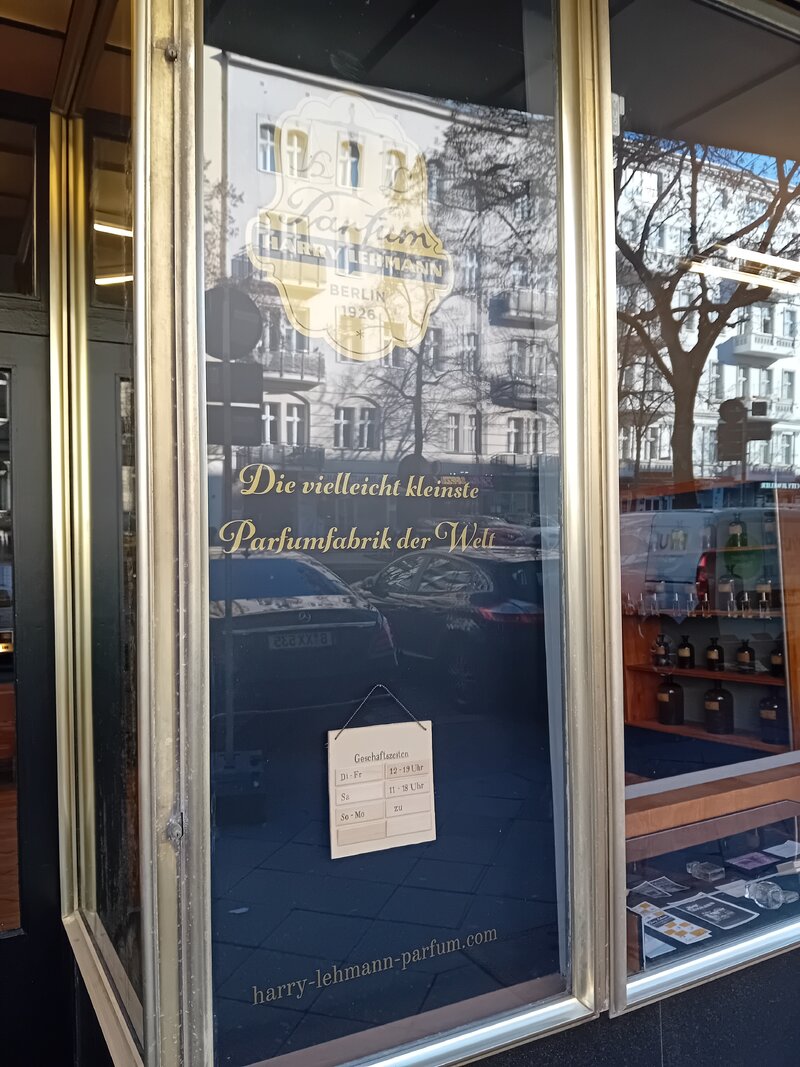 Parfum
HARRY LEHMANN
BERLIN
1926
Die vielleicht kleinste
Parfumfabrik der Welt
Geschäftszeiten
Di - Fr 12 - 19 Uhr
Sa 11 - 18 Uhr
So - Mo zu
harry-lehmann-parfum.com